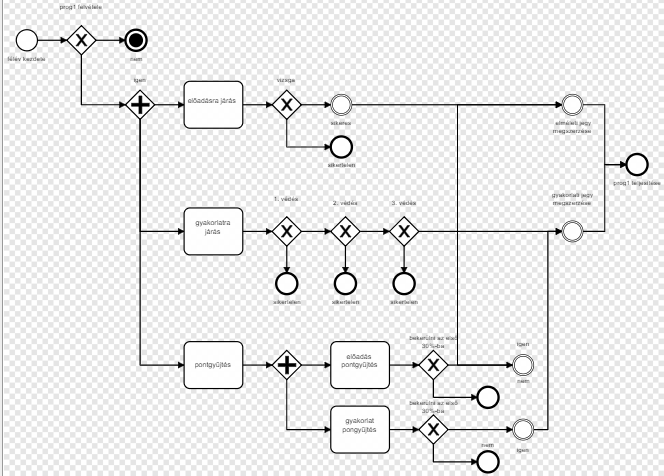 prog1 felvétele
félév kezdete
nem
igen
előadásra járás
vizsga
sikeres
sikertelen
elméleti jegy
megszerzése
prog1 teljesítése
gyakorlati jegy
megszerzése
gyakorlatra
járás
1. védés
2. védés
3. védés
sikertelen
sikertelen
sikertelen
pontgyűjtés
előadás
pontgyűjtés
bekerülni az első
30%-ba
igen
nem
gyakorlat
pongyűjtés
bekerülni az első
30%-ba
nem
igen